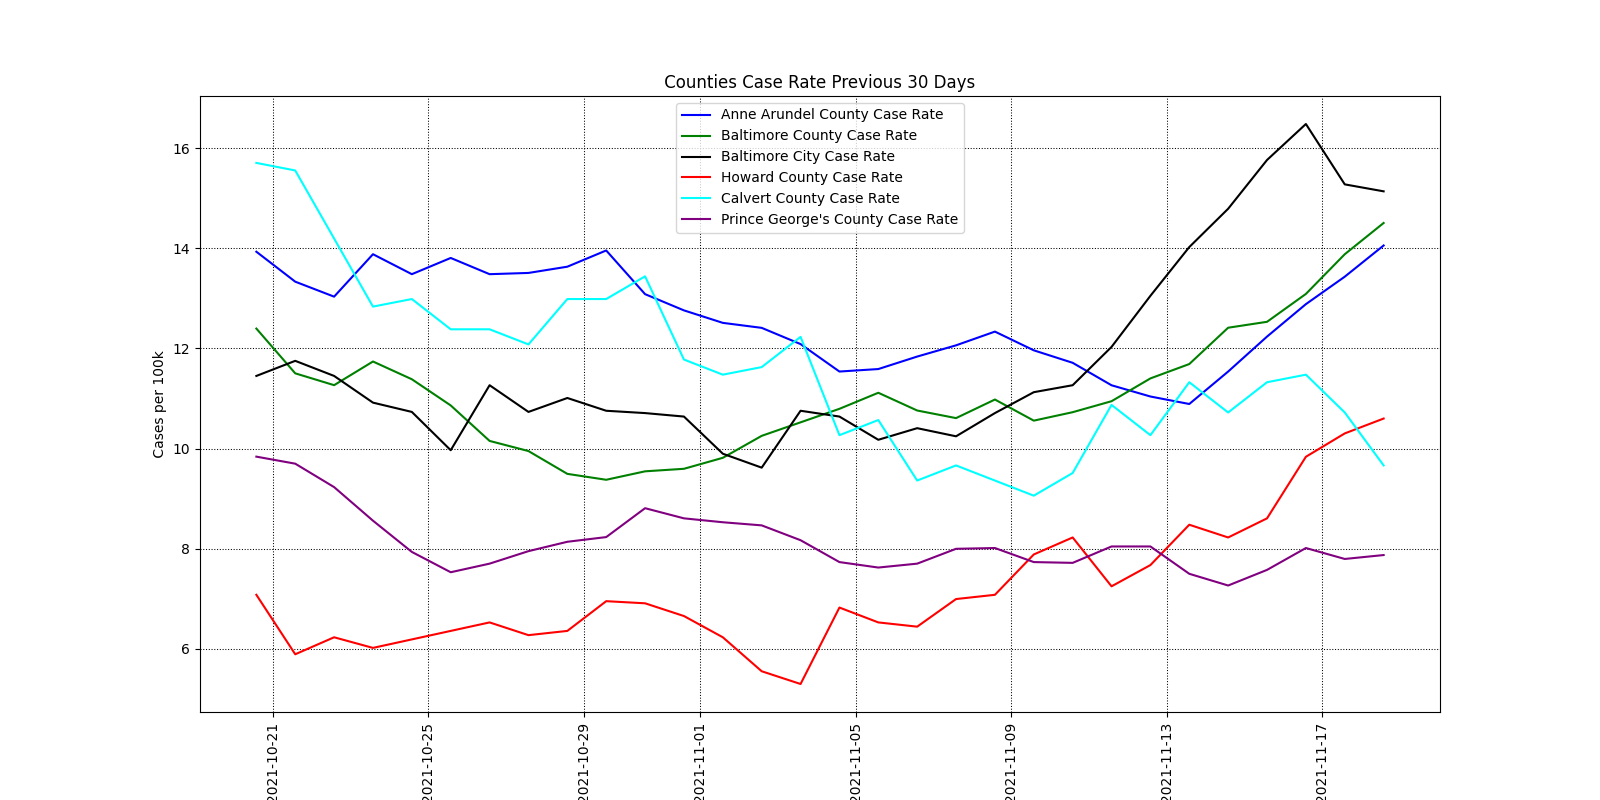 Counties Case Rate Previous 30 Days
Anne Arundel County Case Rate
Baltimore County Case Rate
Baltimore City Case Rate
Howard County Case Rate
Calvert County Case Rate
Prince George's County Case Rate
Cases per 100k
16
14
12
10
8
6
2021-10-21
2021-10-25
2021-10-29
2021-11-01
2021-11-05
2021-11-09
2021-11-13
2021-11-17